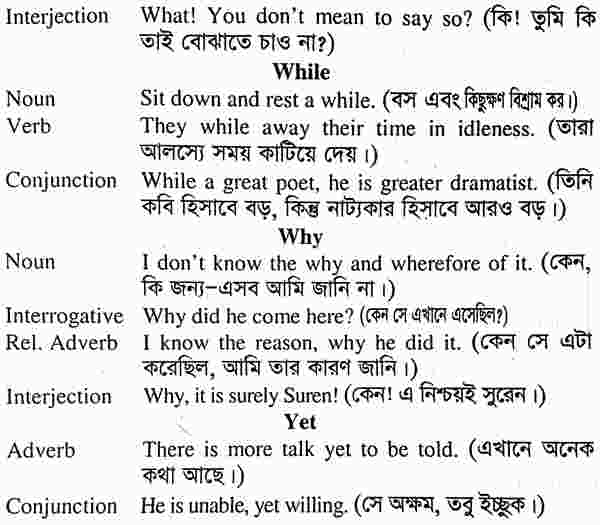 Interjection What! You don't mean to say so? (কি! তুমি কি
তাই বোঝাতে চাও না?)
While
Noun Sit down and rest a while. (বস এবং কিছুক্ষণ বিশ্রাম কর।)
Verb They while away their time in idleness. (তারা
আলস্যে সময় কাটিয়ে দেয়।)
Conjunction While a great poet, he is greater dramatist. (তিনি
কবি হিসাবে বড়, কিন্তু নাট্যকার হিসাবে আরও বড়।)
Why
Noun I don't know the why and wherefore of it. (কেন,
কি জন্য–এসব আমি জানি না।)
Interrogative Why did he come here? (কেন সে এখানে এসেছিল?)
Rel. Adverb I know the reason, why he did it. (কেন সে এটা
করেছিল, আমি তার কারণ জানি।)
Interjection Why, it is surely Suren! (কেন! এ নিশ্চয়ই সুরেন।)
Yet
Adverb There is more talk yet to be told. (এখানে অনেক
কথা আছে।)
Conjunction He is unable, yet willing. (সে অক্ষম, তবু ইচ্ছুক।)